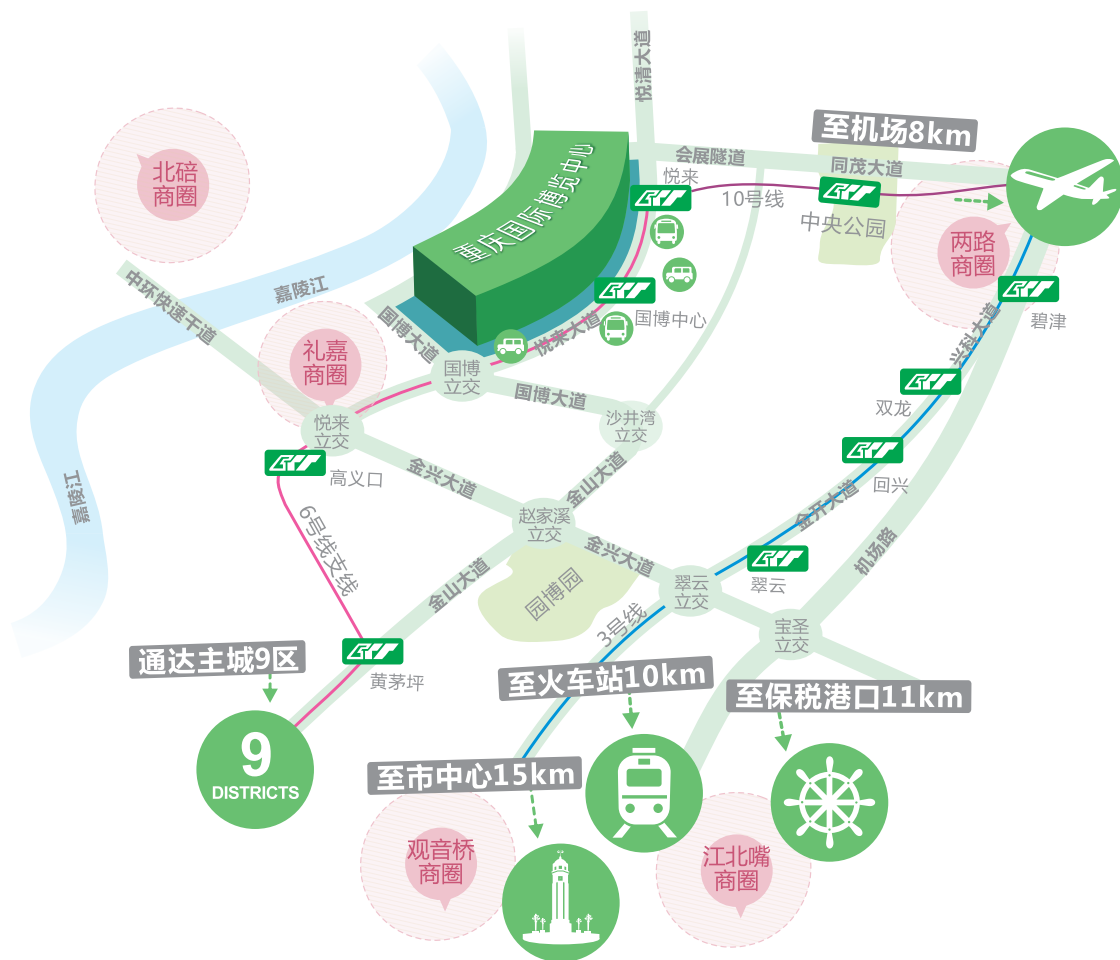 悦清大道
至机场8km
会展隧道
同茂大道
重庆国际博览中心
悦来
10号线
中央公园
北碚
商圈
两路
商圈
中环快速干道
嘉陵江
国博大道
悦来大道
国博中心
碧津
兴科大道
礼嘉
商圈
国博
立交
国博大道
双龙
悦来
立交
沙井湾
立交
高义口
金兴大道
金山大道
回兴
嘉陵江
6号线支线
赵家溪
立交
金开大道
金兴大道
机场路
金山大道
园博园
翠云
翠云
立交
3号线
宝圣
立交
通达主城9区
黄茅坪
至火车站10km
至保税港口11km
9
DISTRICTS
至市中心15km
观音桥
商圈
江北嘴
商圈